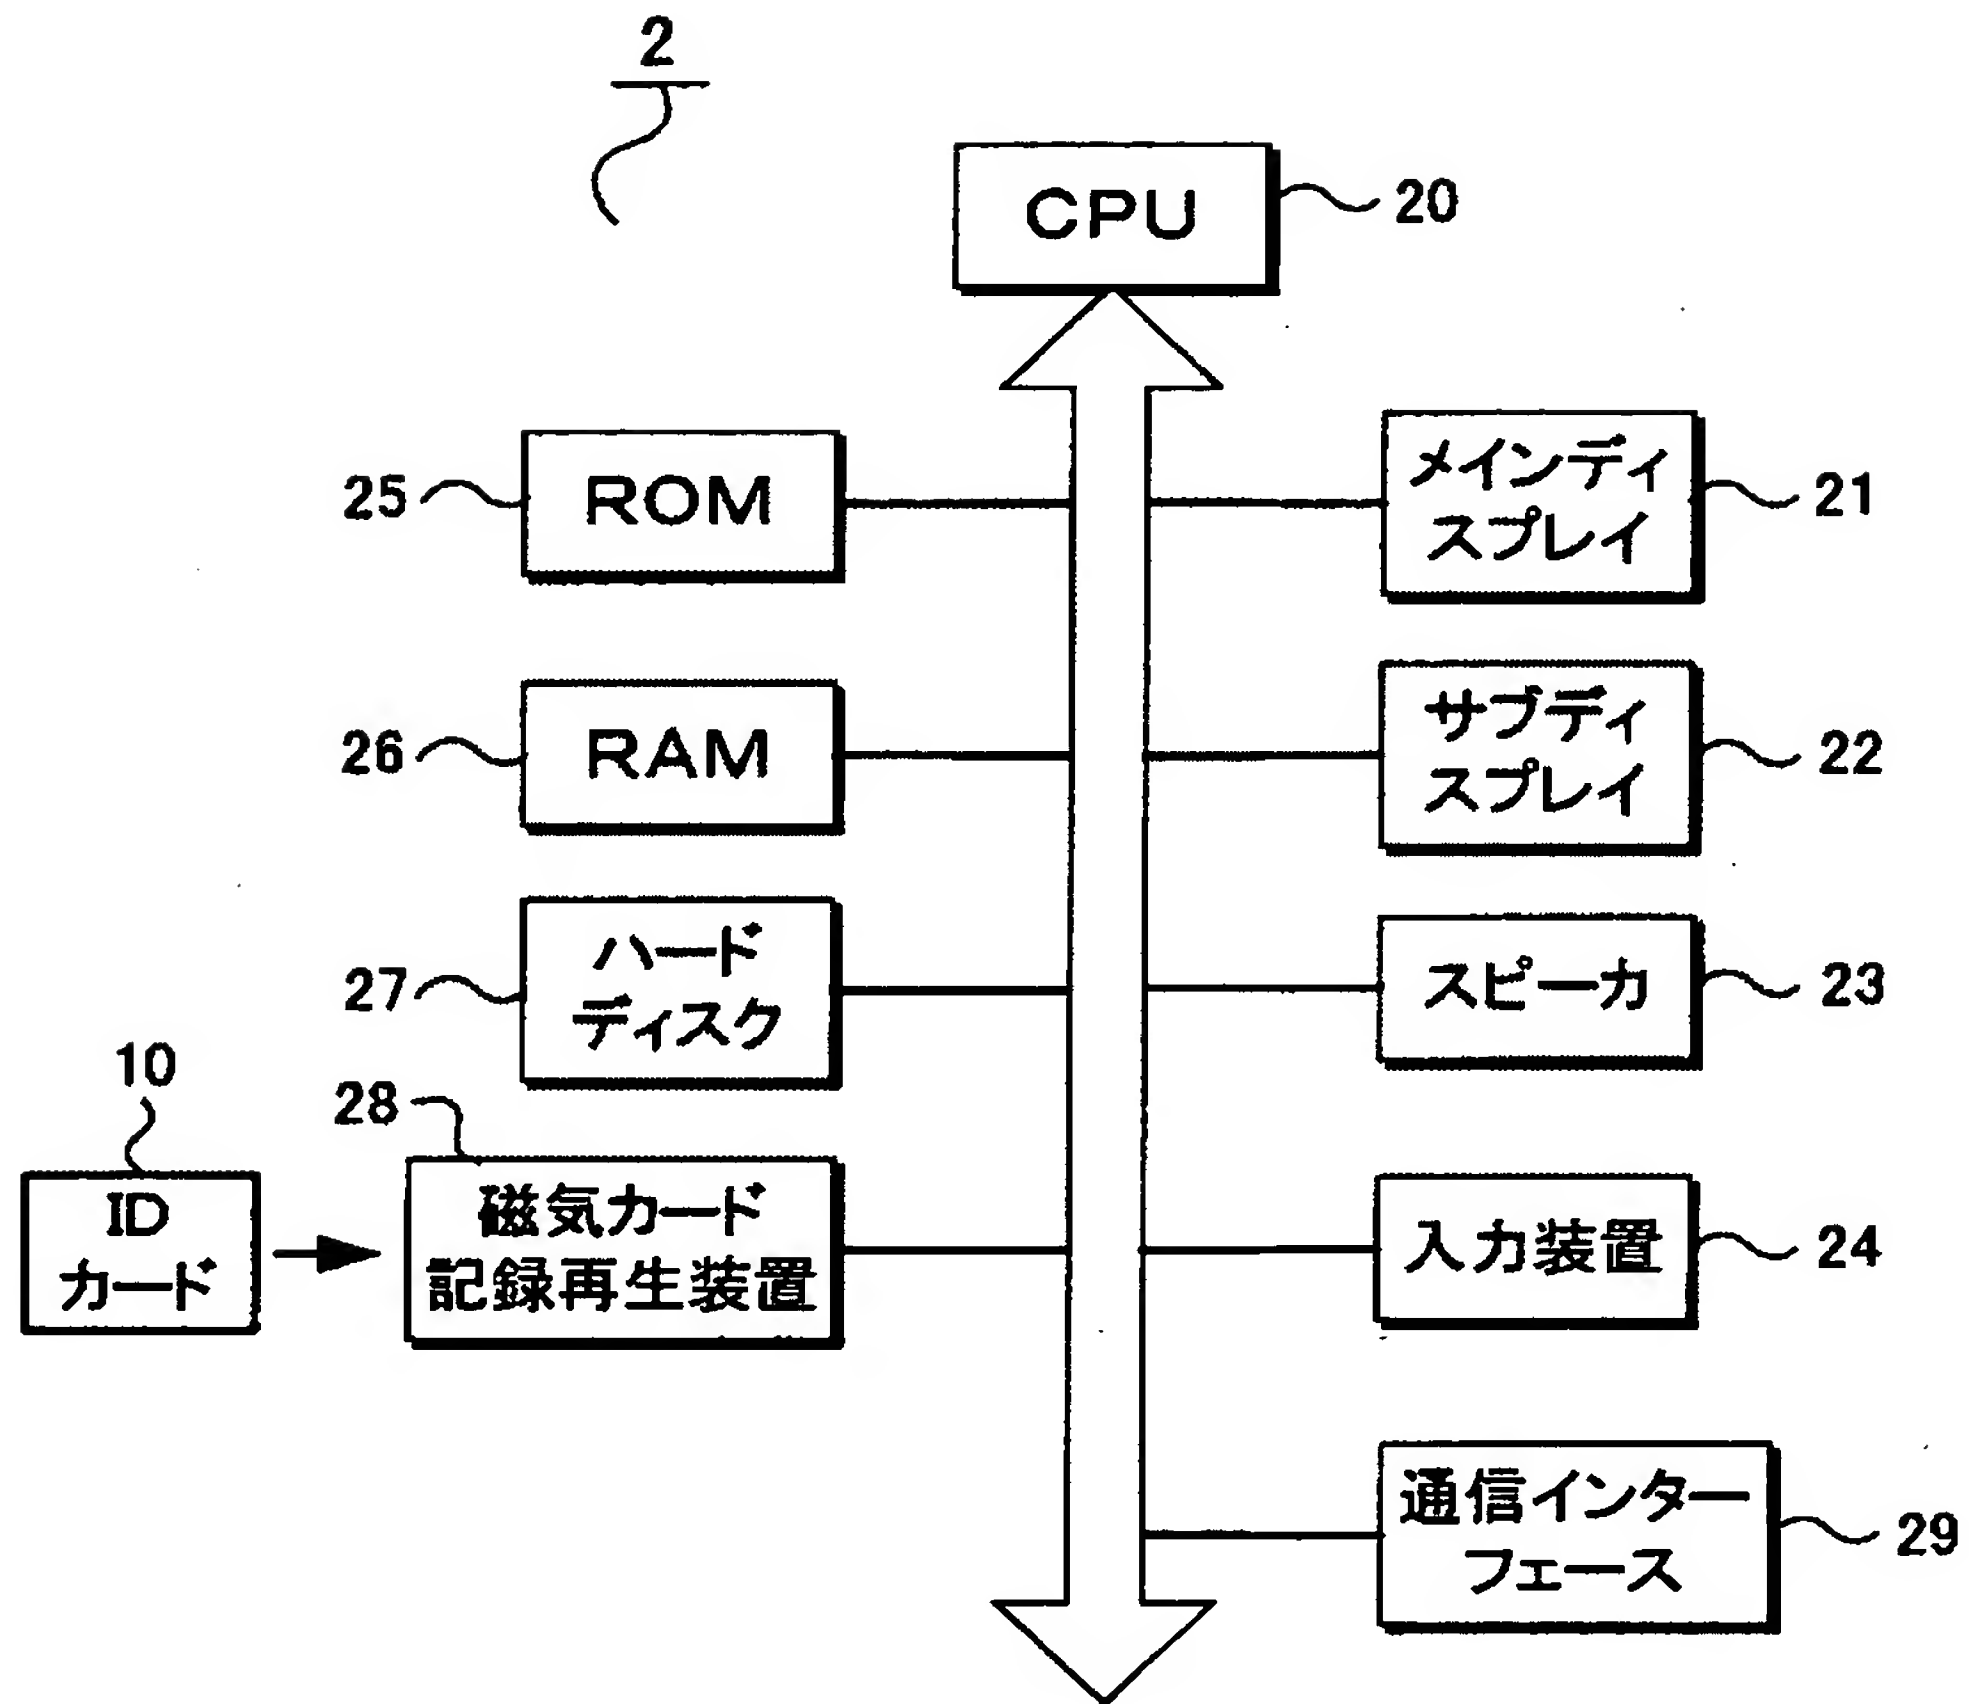 2
CPU
20
25
ROM
メインディ
スプレイ
21
26
RAM
サブディ
スプレイ
22
27
ハード
ディスク
スピーカ
23
10
ID
カード
28
磁気カード
記録再生装置
入力装置
24
通信インター
フェース
29